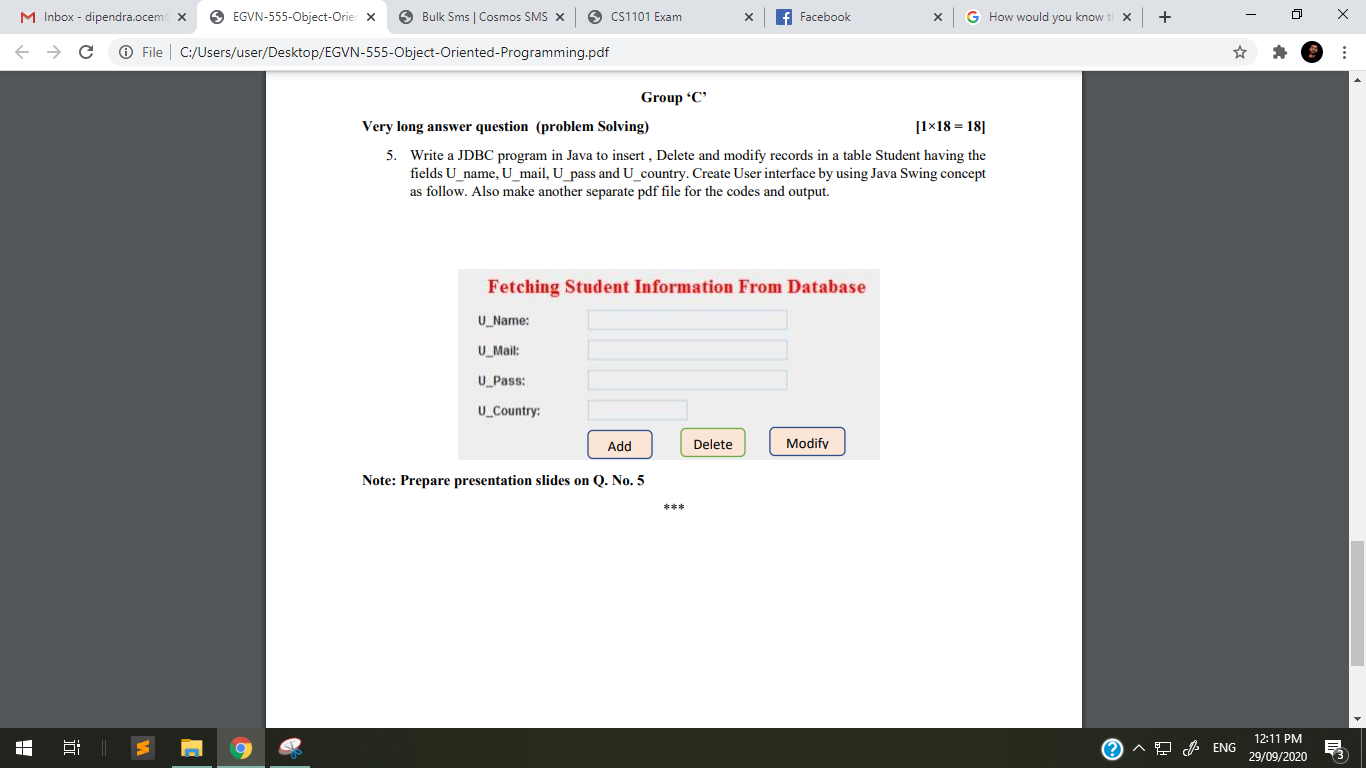 Inbox - dipendra.ocem
EGVN-555-Object-Orie
Bulk Sms | Cosmos SMS
CS1101 Exam
Facebook
How would you know t
File
C:/Users/user/Desktop/EGVN-555-Object-Oriented-Programming.pdf
Group ‘C’
Very long answer question (problem Solving) [1×18 = 18]
5. Write a JDBC program in Java to insert , Delete and modify records in a table Student having the
fields U_name, U_mail, U_pass and U_country. Create User interface by using Java Swing concept
as follow. Also make another separate pdf file for the codes and output.
Fetching Student Information From Database
U_Name:
U_Mail:
U_Pass:
U_Country:
Add Delete Modify
Note: Prepare presentation slides on Q. No. 5
***
ENG
12:11 PM
29/09/2020
3